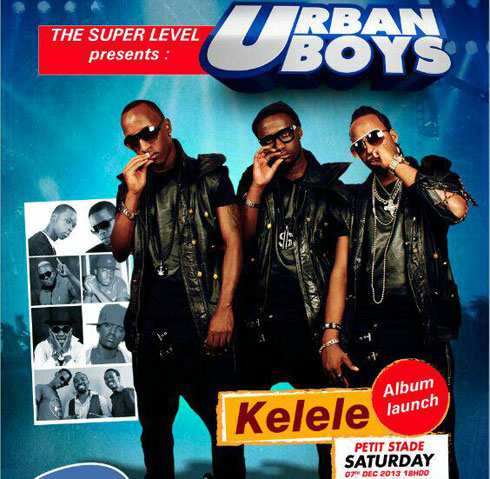 THE SUPER LEVEL
presents :
URBAN
BOYS
$
Kelele
Album
launch
PETIT STADE
SATURDAY
07TH DEC 2013 18H00